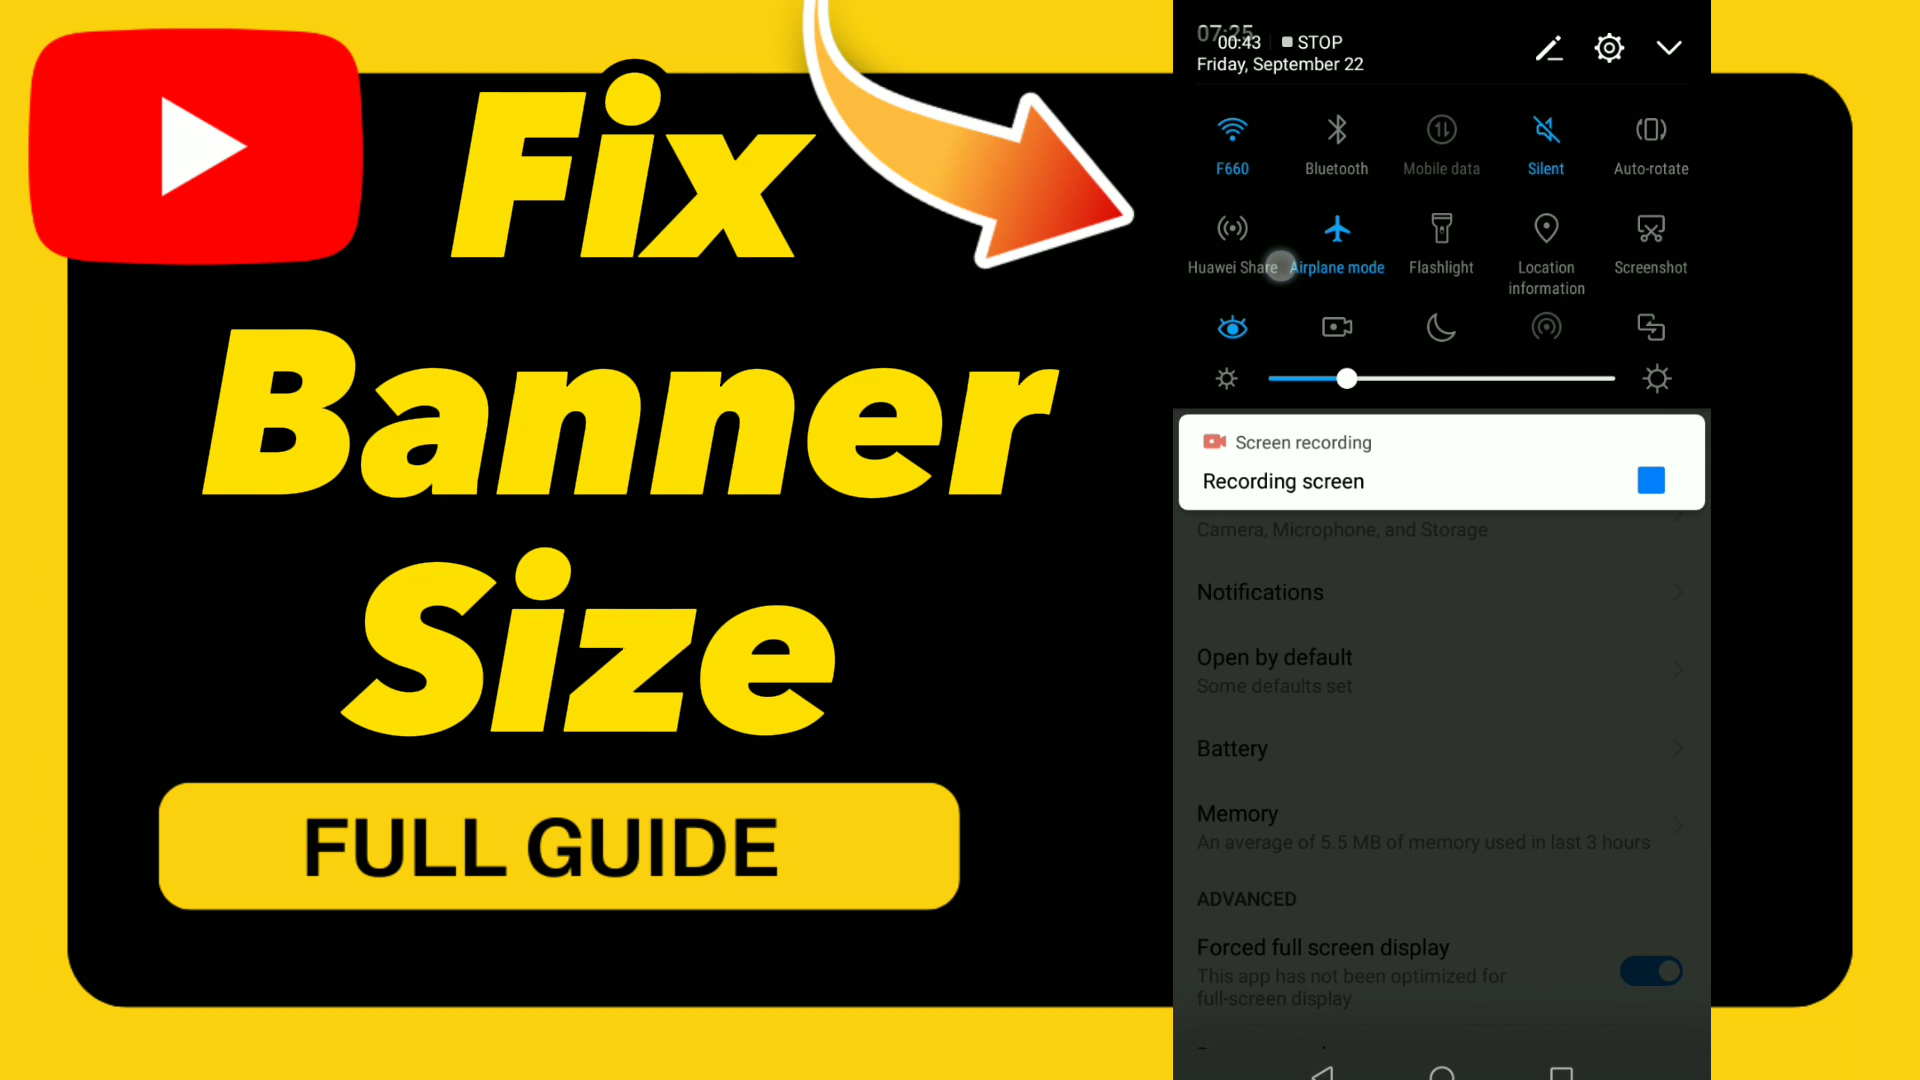 Fix
Banner
Size
FULL GUIDE
07:25
00:43 STOP
Friday, September 22
F660
Bluetooth
Mobile data
Silent
Auto-rotate
Huawei Share
Airplane mode
Flashlight
Location
information
Screenshot
Screen recording
Recording screen
Camera, Microphone, and Storage
Notifications
Open by default
Some defaults set
Battery
Memory
An average of 5.5 MB of memory used in last 3 hours
ADVANCED
Forced full screen display
This app has not been optimized for
full-screen display